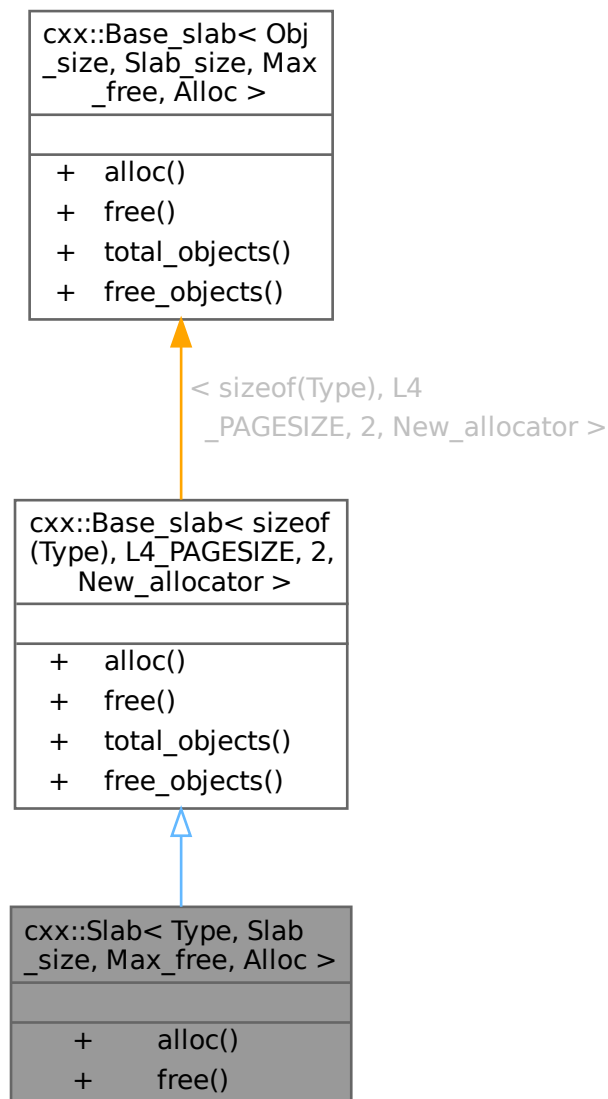 cxx::Base_slab< Obj
_size, Slab_size, Max
_free, Alloc >
+ alloc()
+ free()
+ total_objects()
+ free_objects()
< sizeof(Type), L4
_PAGESIZE, 2, New_allocator >
cxx::Base_slab< sizeof
(Type), L4_PAGESIZE, 2,
New_allocator >
+ alloc()
+ free()
+ total_objects()
+ free_objects()
cxx::Slab< Type, Slab
_size, Max_free, Alloc >
+ alloc()
+ free()